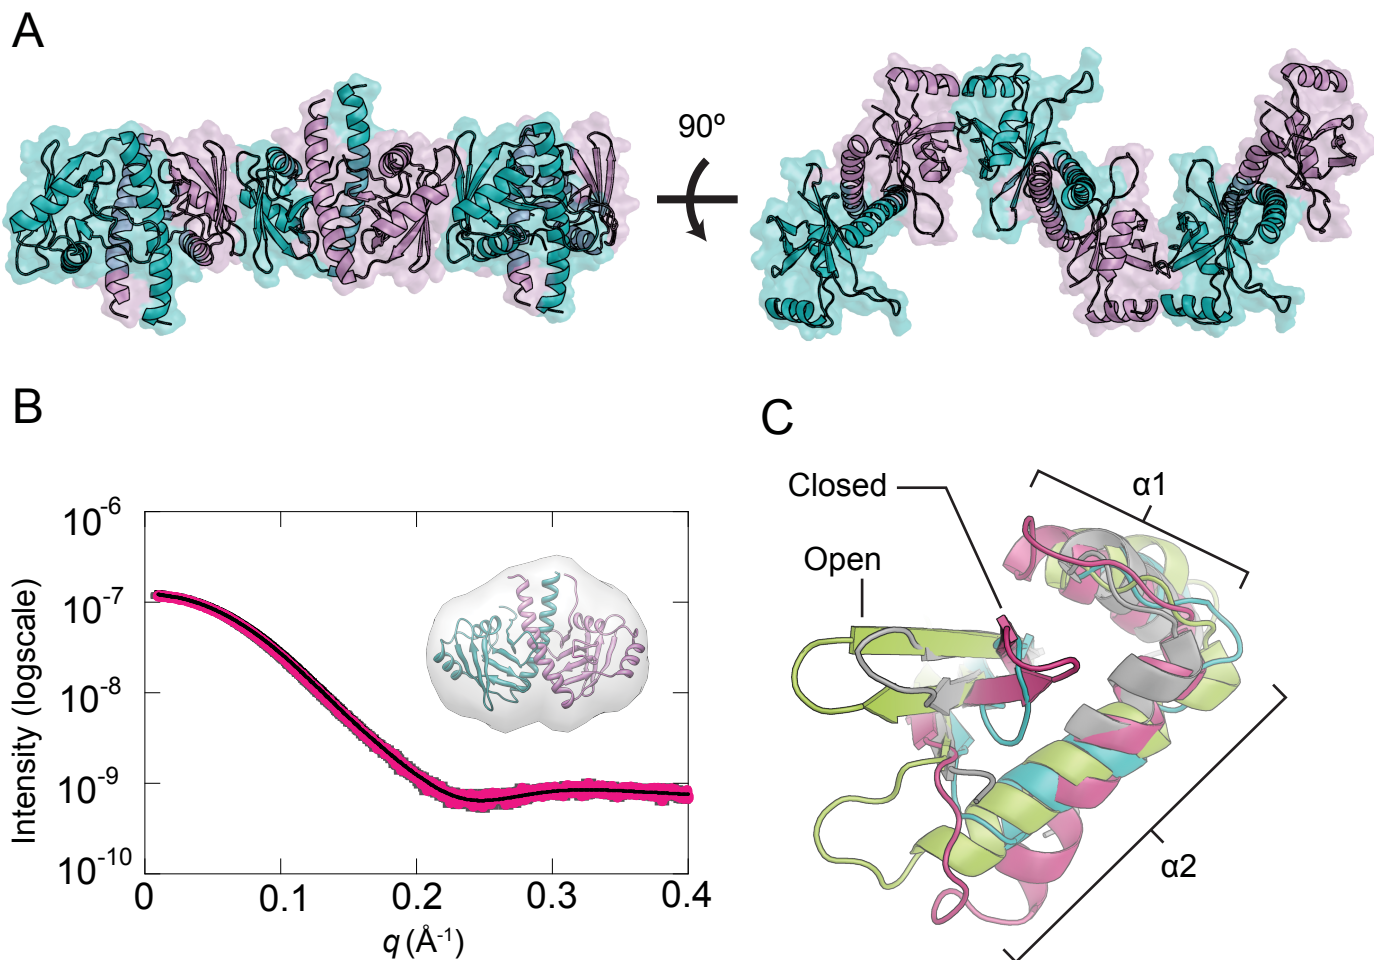 A
90º
B
C
Closed
α1
Open
10-6
10-7
10-8
10-9
10-10
Intensity (logscale)
0
0.1
0.2
0.3
0.4
q (Å-1)
α2